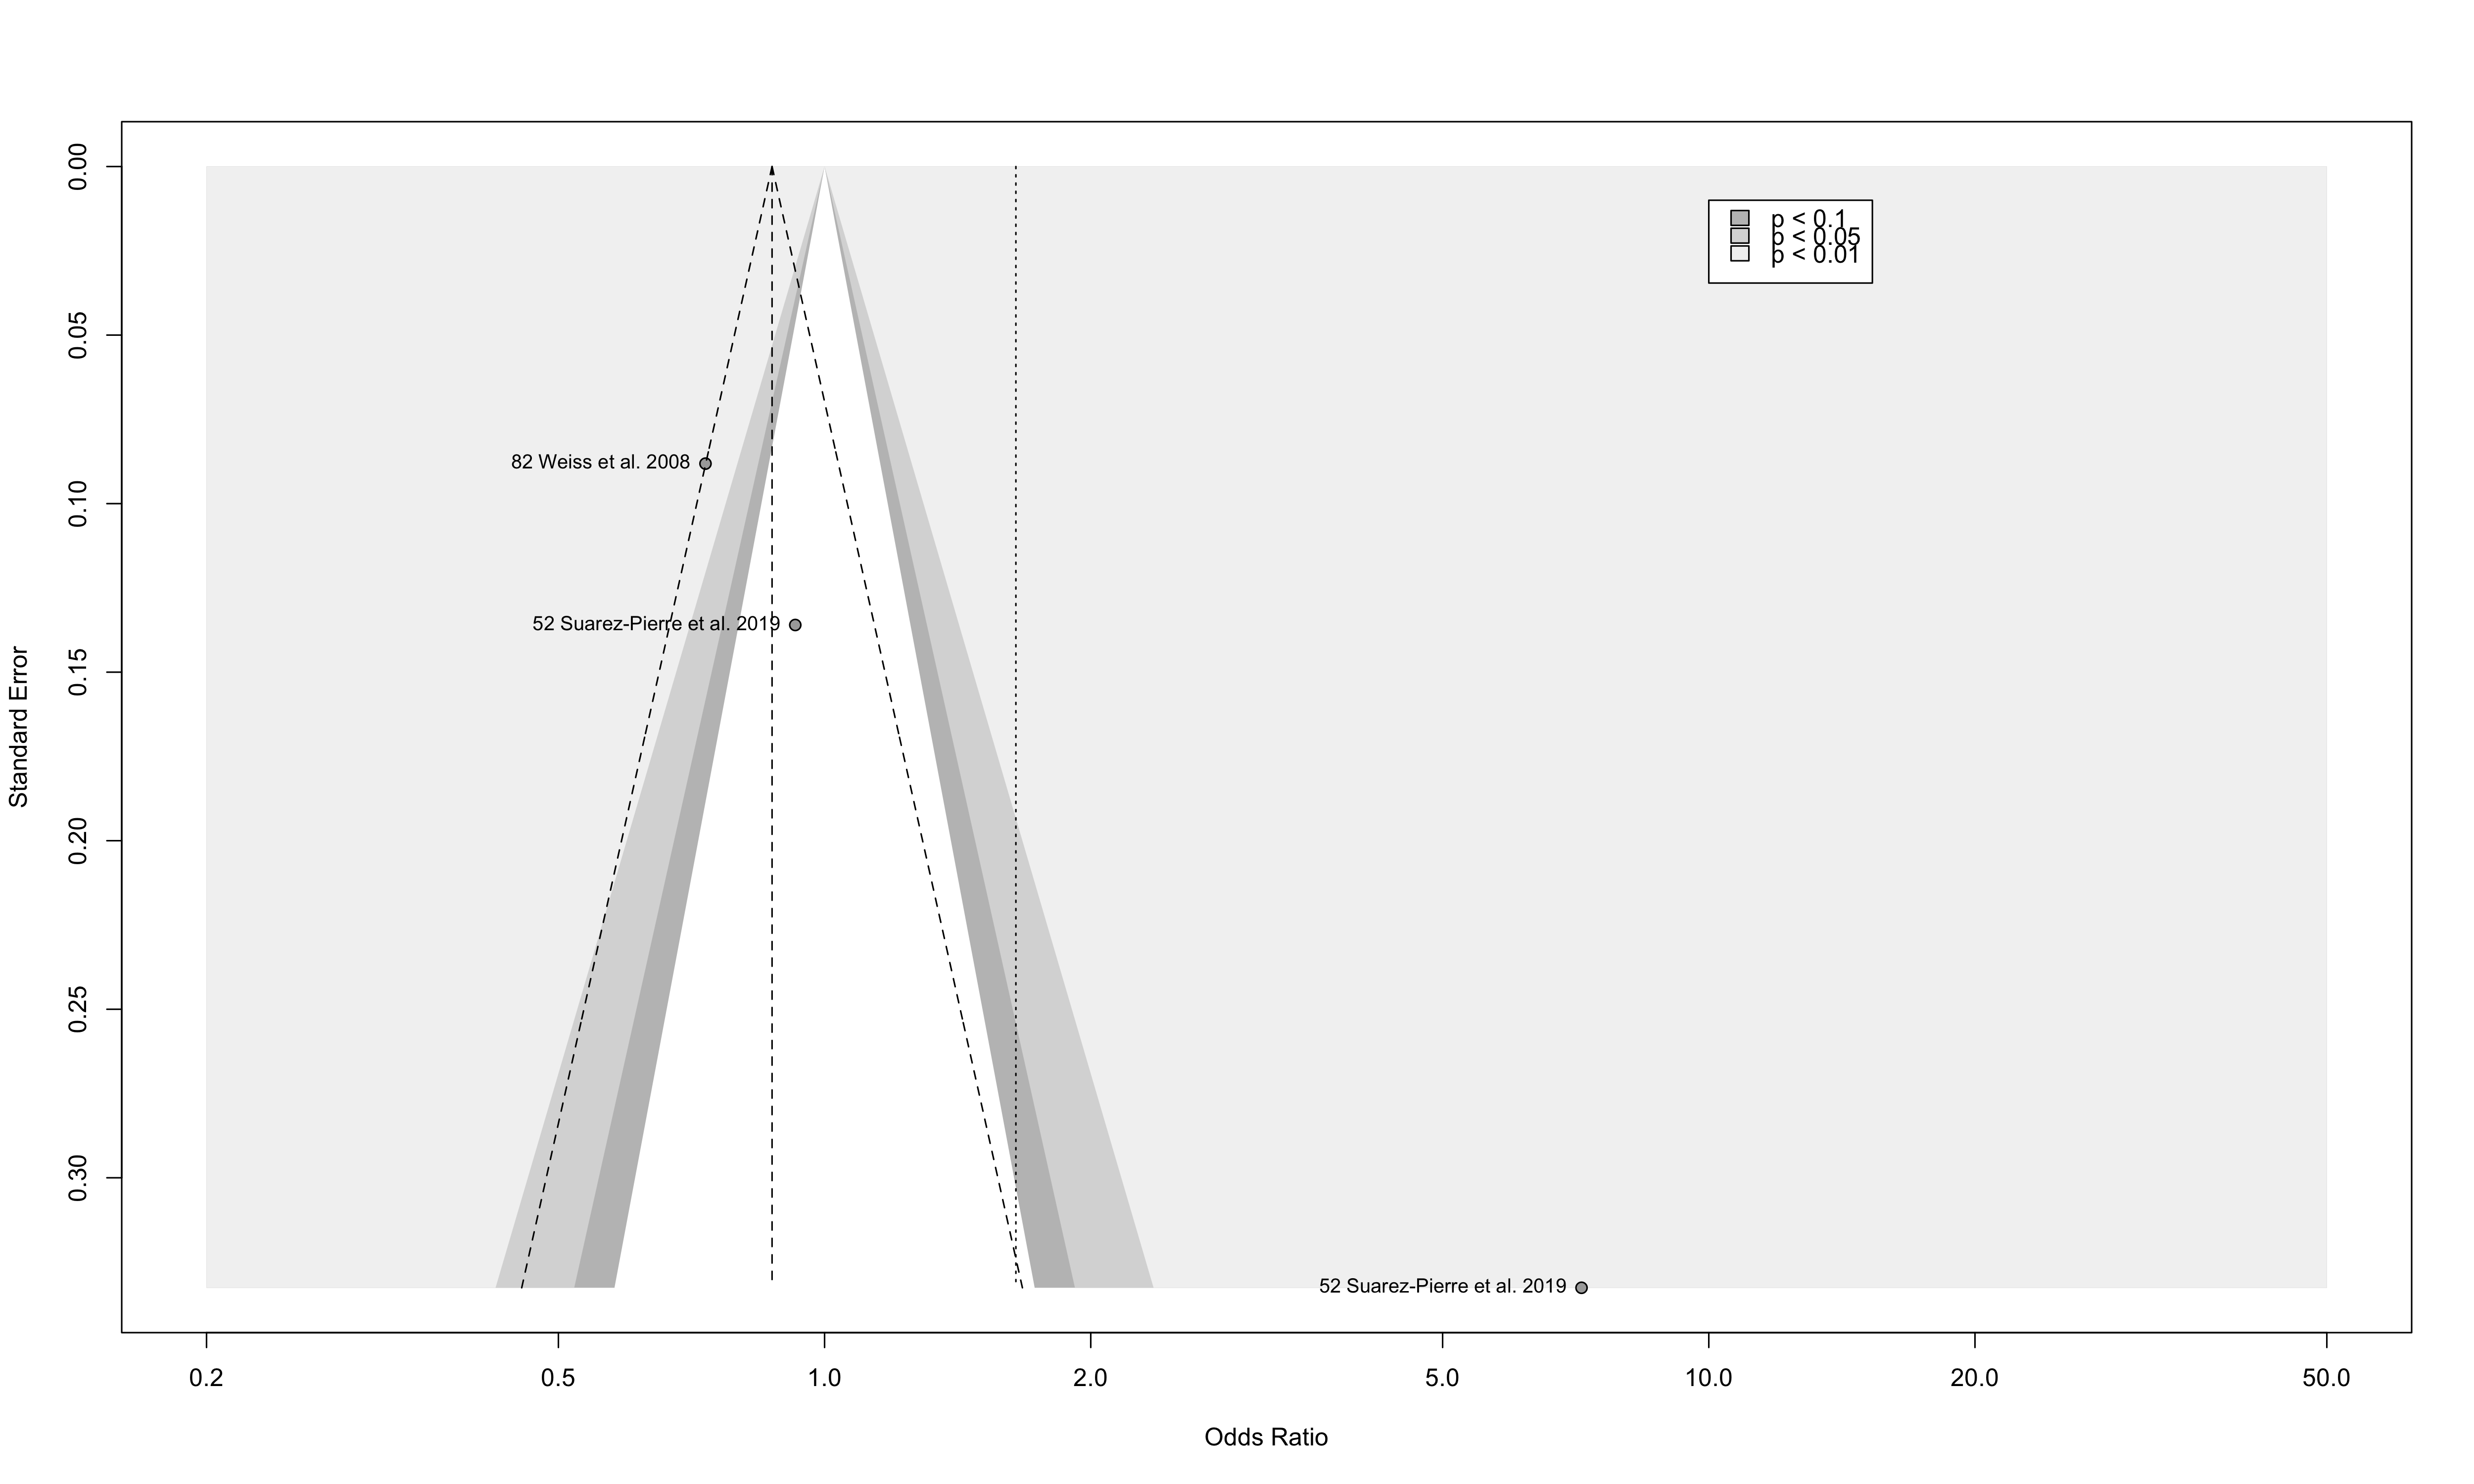 p < 0.1
p < 0.05
p < 0.01
82 Weiss et al. 2008
52 Suarez-Pierre et al. 2019
52 Suarez-Pierre et al. 2019
Standard Error
0.00
0.05
0.10
0.15
0.20
0.25
0.30
0.2 0.5 1.0 2.0 5.0 10.0 20.0 50.0
Odds Ratio